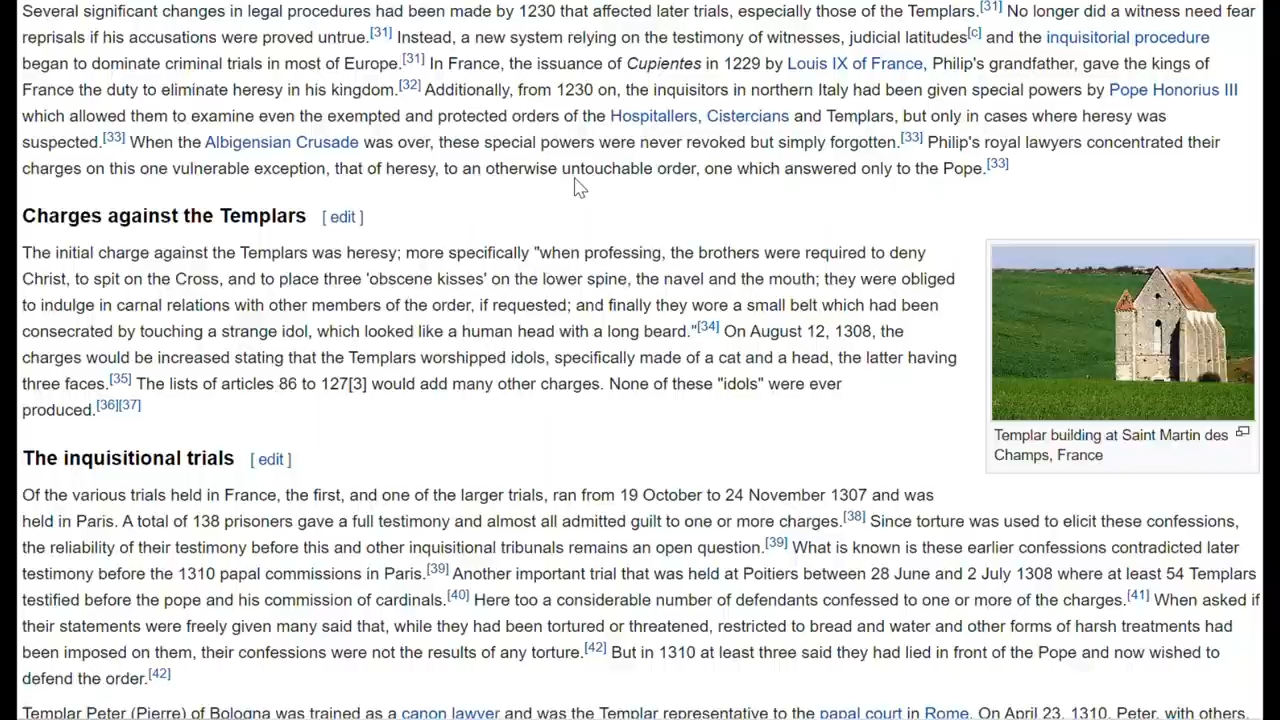 Several significant changes in legal procedures had been made by 1230 that affected later trials, especially those of the Templars.[31] No longer did a witness need fear
reprisals if his accusations were proved untrue.[31] Instead, a new system relying on the testimony of witnesses, judicial latitudes[c] and the inquisitorial procedure
began to dominate criminal trials in most of Europe.[31] In France, the issuance of Cupientes in 1229 by Louis IX of France, Philip's grandfather, gave the kings of
France the duty to eliminate heresy in his kingdom.[32] Additionally, from 1230 on, the inquisitors in northern Italy had been given special powers by Pope Honorius III
which allowed them to examine even the exempted and protected orders of the Hospitallers, Cistercians and Templars, but only in cases where heresy was
suspected.[33] When the Albigensian Crusade was over, these special powers were never revoked but simply forgotten.[33] Philip's royal lawyers concentrated their
charges on this one vulnerable exception, that of heresy, to an otherwise untouchable order, one which answered only to the Pope.[33]
Charges against the Templars [ edit ]
The initial charge against the Templars was heresy; more specifically "when professing, the brothers were required to deny
Christ, to spit on the Cross, and to place three 'obscene kisses' on the lower spine, the navel and the mouth; they were obliged
to indulge in carnal relations with other members of the order, if requested; and finally they wore a small belt which had been
consecrated by touching a strange idol, which looked like a human head with a long beard."[34] On August 12, 1308, the
charges would be increased stating that the Templars worshipped idols, specifically made of a cat and a head, the latter having
three faces.[35] The lists of articles 86 to 127[3] would add many other charges. None of these "idols" were ever
produced.[36][37]
Templar building at Saint Martin des
Champs, France
The inquisitional trials [ edit ]
Of the various trials held in France, the first, and one of the larger trials, ran from 19 October to 24 November 1307 and was
held in Paris. A total of 138 prisoners gave a full testimony and almost all admitted guilt to one or more charges.[38] Since torture was used to elicit these confessions,
the reliability of their testimony before this and other inquisitional tribunals remains an open question.[39] What is known is these earlier confessions contradicted later
testimony before the 1310 papal commissions in Paris.[39] Another important trial that was held at Poitiers between 28 June and 2 July 1308 where at least 54 Templars
testified before the pope and his commission of cardinals.[40] Here too a considerable number of defendants confessed to one or more of the charges.[41] When asked if
their statements were freely given many said that, while they had been tortured or threatened, restricted to bread and water and other forms of harsh treatments had
been imposed on them, their confessions were not the results of any torture.[42] But in 1310 at least three said they had lied in front of the Pope and now wished to
defend the order.[42]
Templar Peter (Pierre) of Bologna was trained as a canon lawyer and was the Templar representative to the papal court in Rome. On April 23, 1310, Peter, with others,